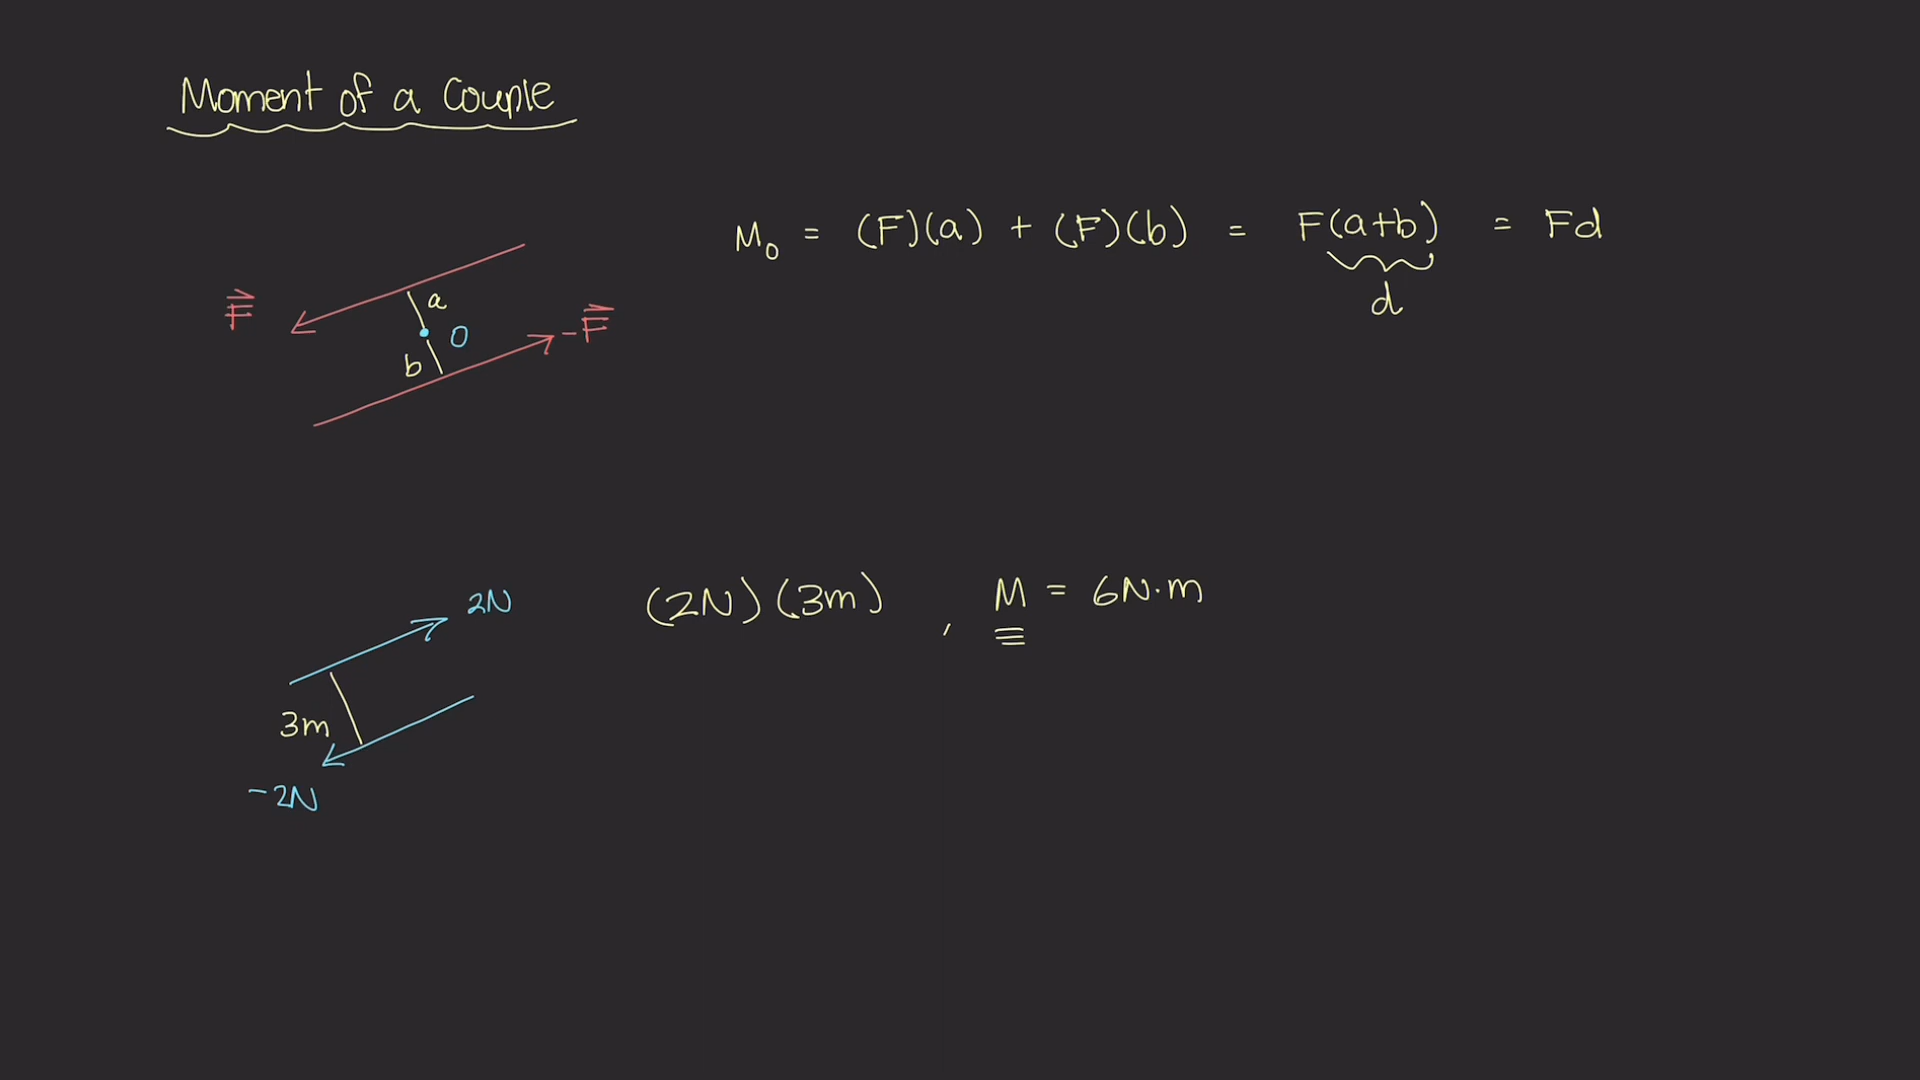 Moment of a Couple
M₀ = (F)(a) + (F)(b) = F(a+b) = Fd
d
F⃗
a
O
-F⃗
b
2N
(2N)(3m) , M = 6N·m
3m
-2N